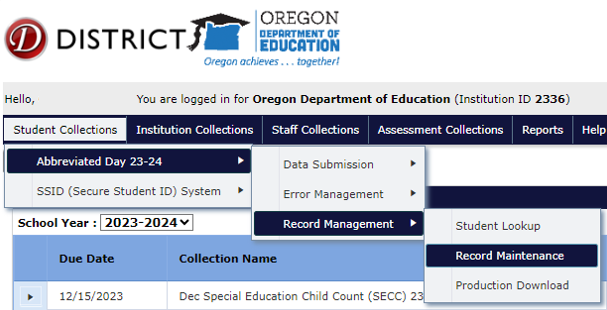 D DISTRICT
OREGON
DEPARTMENT OF
EDUCATION
Oregon achieves . . . together!
Hello, You are logged in for Oregon Department of Education (Institution ID 2336)
Student Collections Institution Collections Staff Collections Assessment Collections Reports Help
Abbreviated Day 23-24 Data Submission
SSID (Secure Student ID) System Error Management
School Year : 2023-2024 Record Management Student Lookup
Due Date Collection Name Record Maintenance
Production Download
12/15/2023 Dec Special Education Child Count (SECC) 23